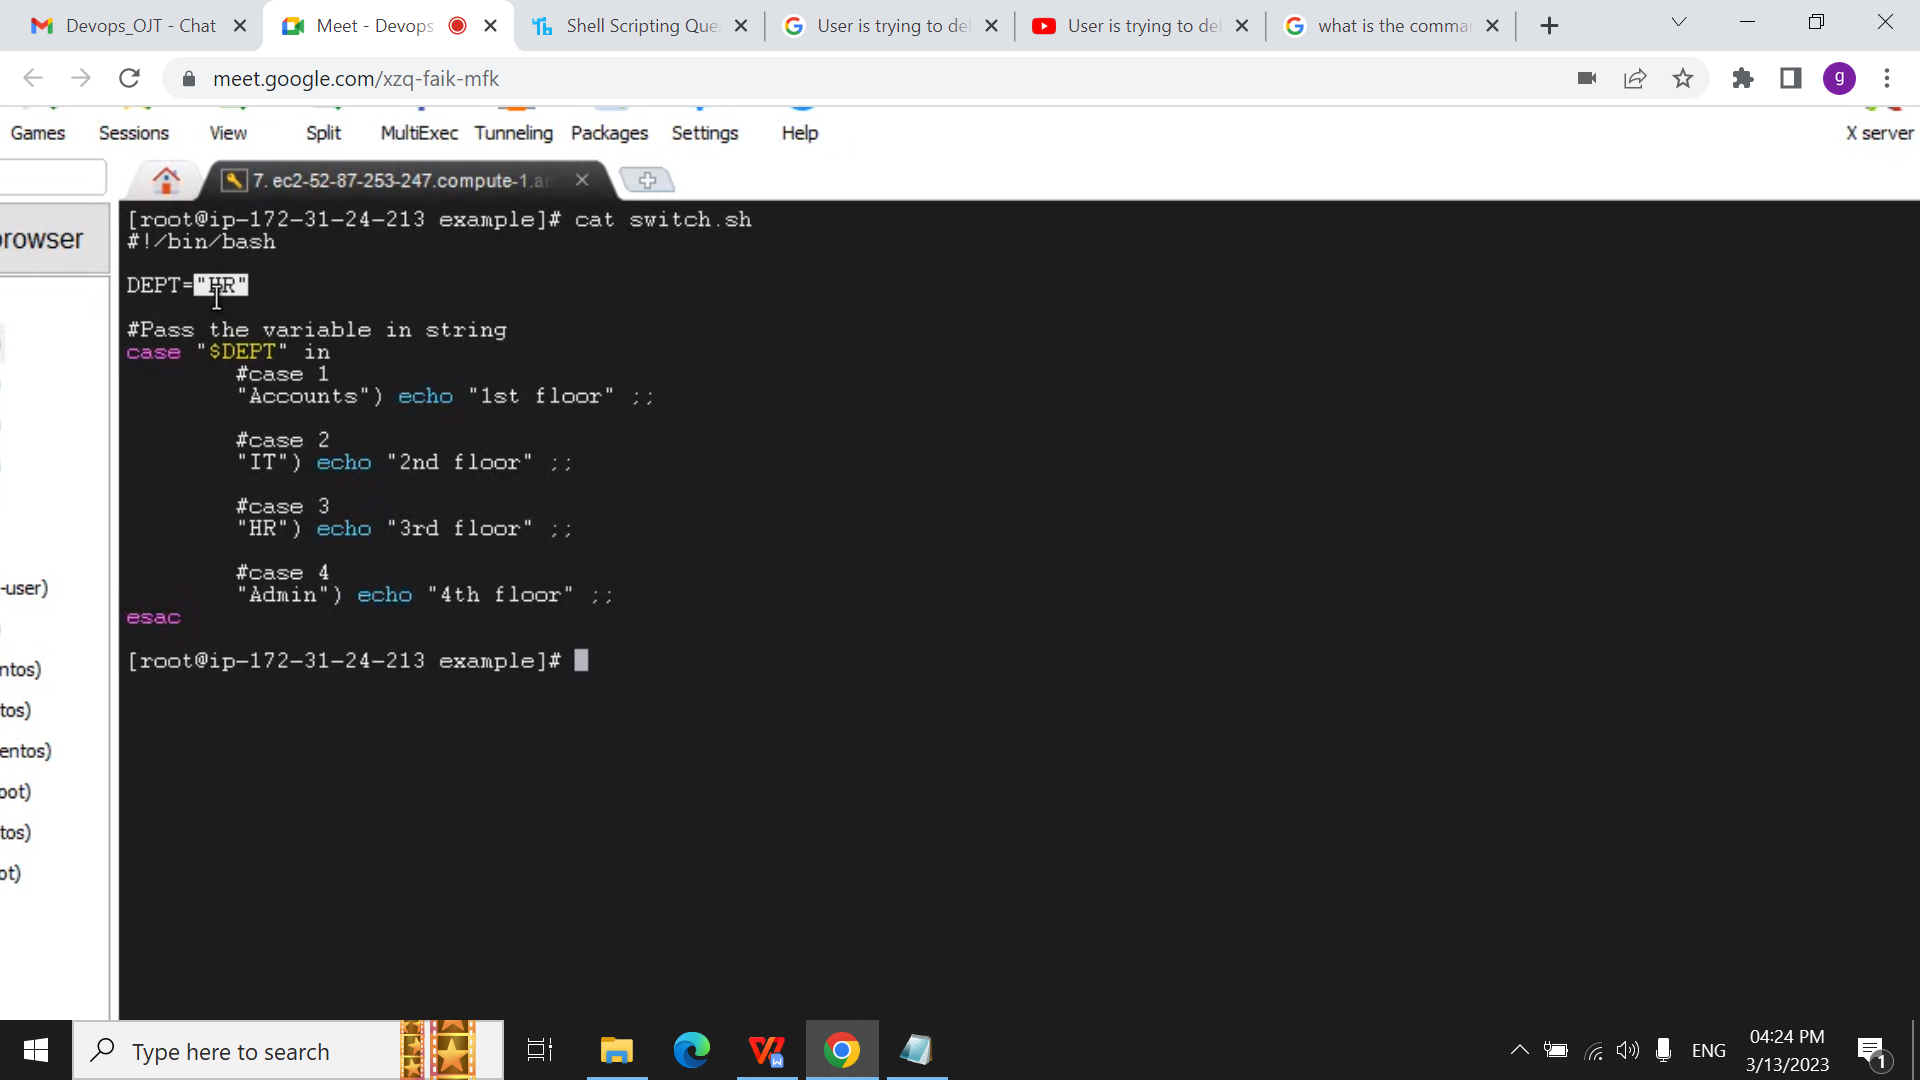 Devops_OJT - Chat
Meet - Devops
Shell Scripting Que
User is trying to del
User is trying to del
what is the comma
meet.google.com/xzq-faik-mfk
g
Games Sessions View Split MultiExec Tunneling Packages Settings Help X server
7. ec2-52-87-253-247.compute-1.a
rowser
[root@ip-172-31-24-213 example]# cat switch.sh
#!/bin/bash
DEPT="HR"
#Pass the variable in string
case "$DEPT" in
#case 1
"Accounts") echo "1st floor" ;;
#case 2
"IT") echo "2nd floor" ;;
#case 3
"HR") echo "3rd floor" ;;
#case 4
"Admin") echo "4th floor" ;;
esac
[root@ip-172-31-24-213 example]#
-user)
ntos)
tos)
entos)
oot)
tos)
ot)
Type here to search
ENG
04:24 PM
3/13/2023
1